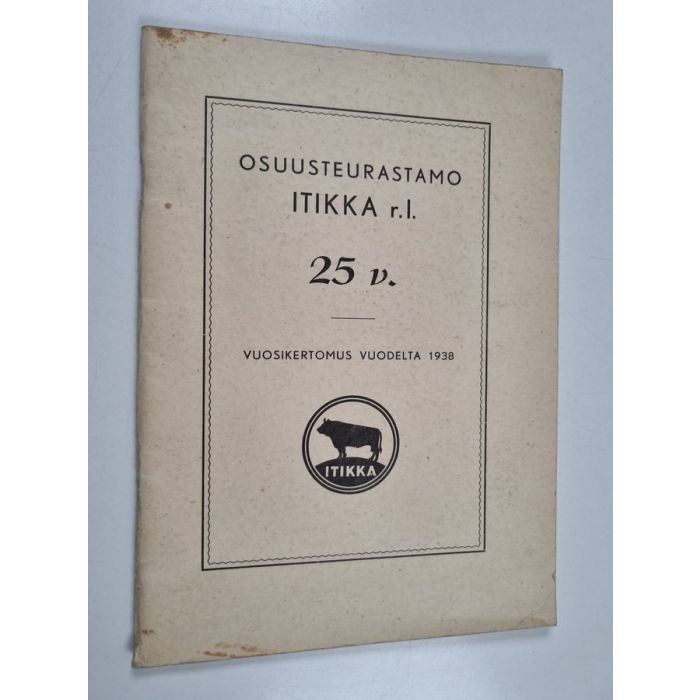 OSUUSTEURASTAMO
ITIKKA r.l.
25 v.
VUOSIKERTOMUS VUODELTA 1938
ITIKKA